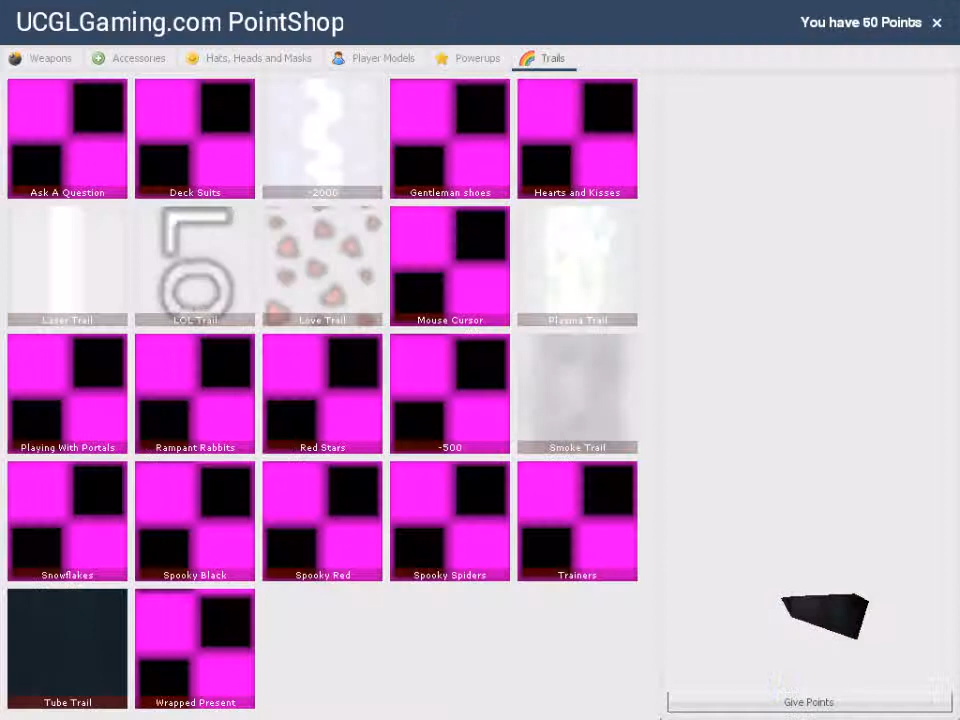 UCGLGaming.com PointShop
You have 60 Points ×
Weapons Accessories Hats, Heads and Masks Player Models Powerups Trails
Ask A Question Deck Suits -2000 Gentleman shoes Hearts and Kisses
Laser Trail LOL Trail Love Trail Mouse Cursor Plasma Trail
LO
Playing With Portals Rampant Rabbits Red Stars -500 Smoke Trail
Snowflakes Spooky Black Spooky Red Spooky Spiders Trainers
Tube Trail Wrapped Present
Give Points